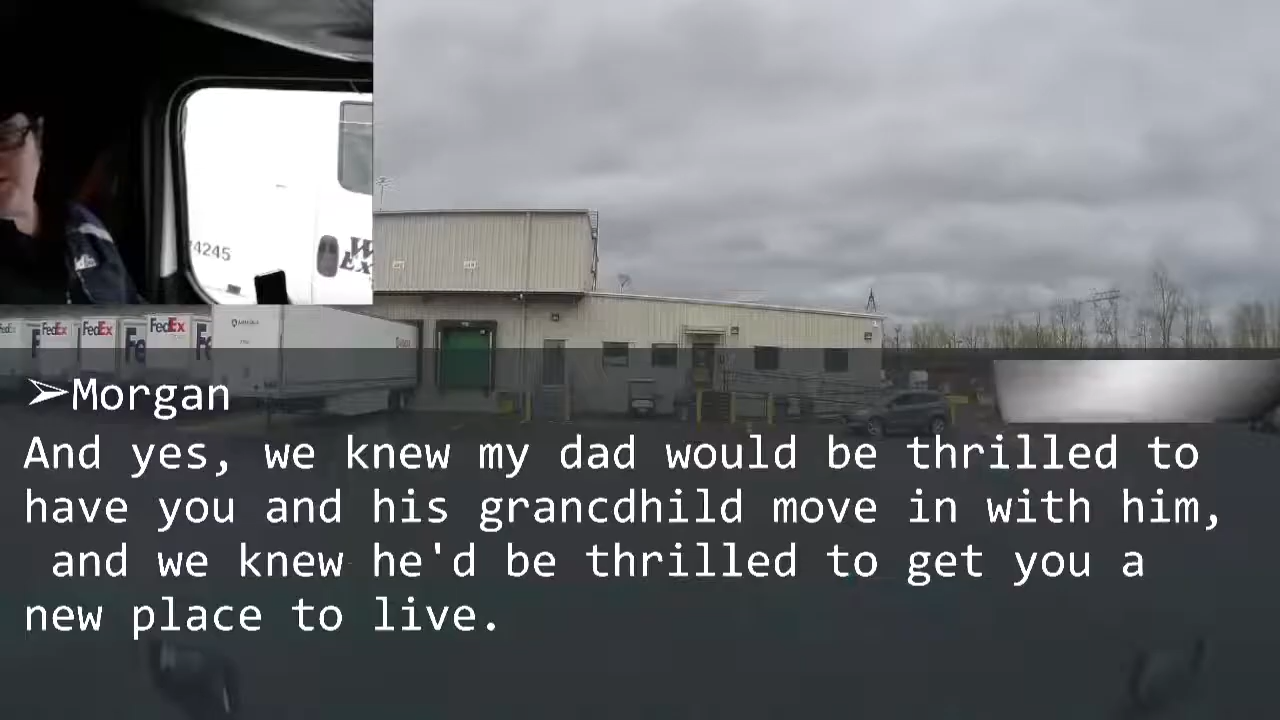 4245
FedEx
FedEx
FedEx
➢Morgan
And yes, we knew my dad would be thrilled to
have you and his grancdhild move in with him,
and we knew he'd be thrilled to get you a
new place to live.